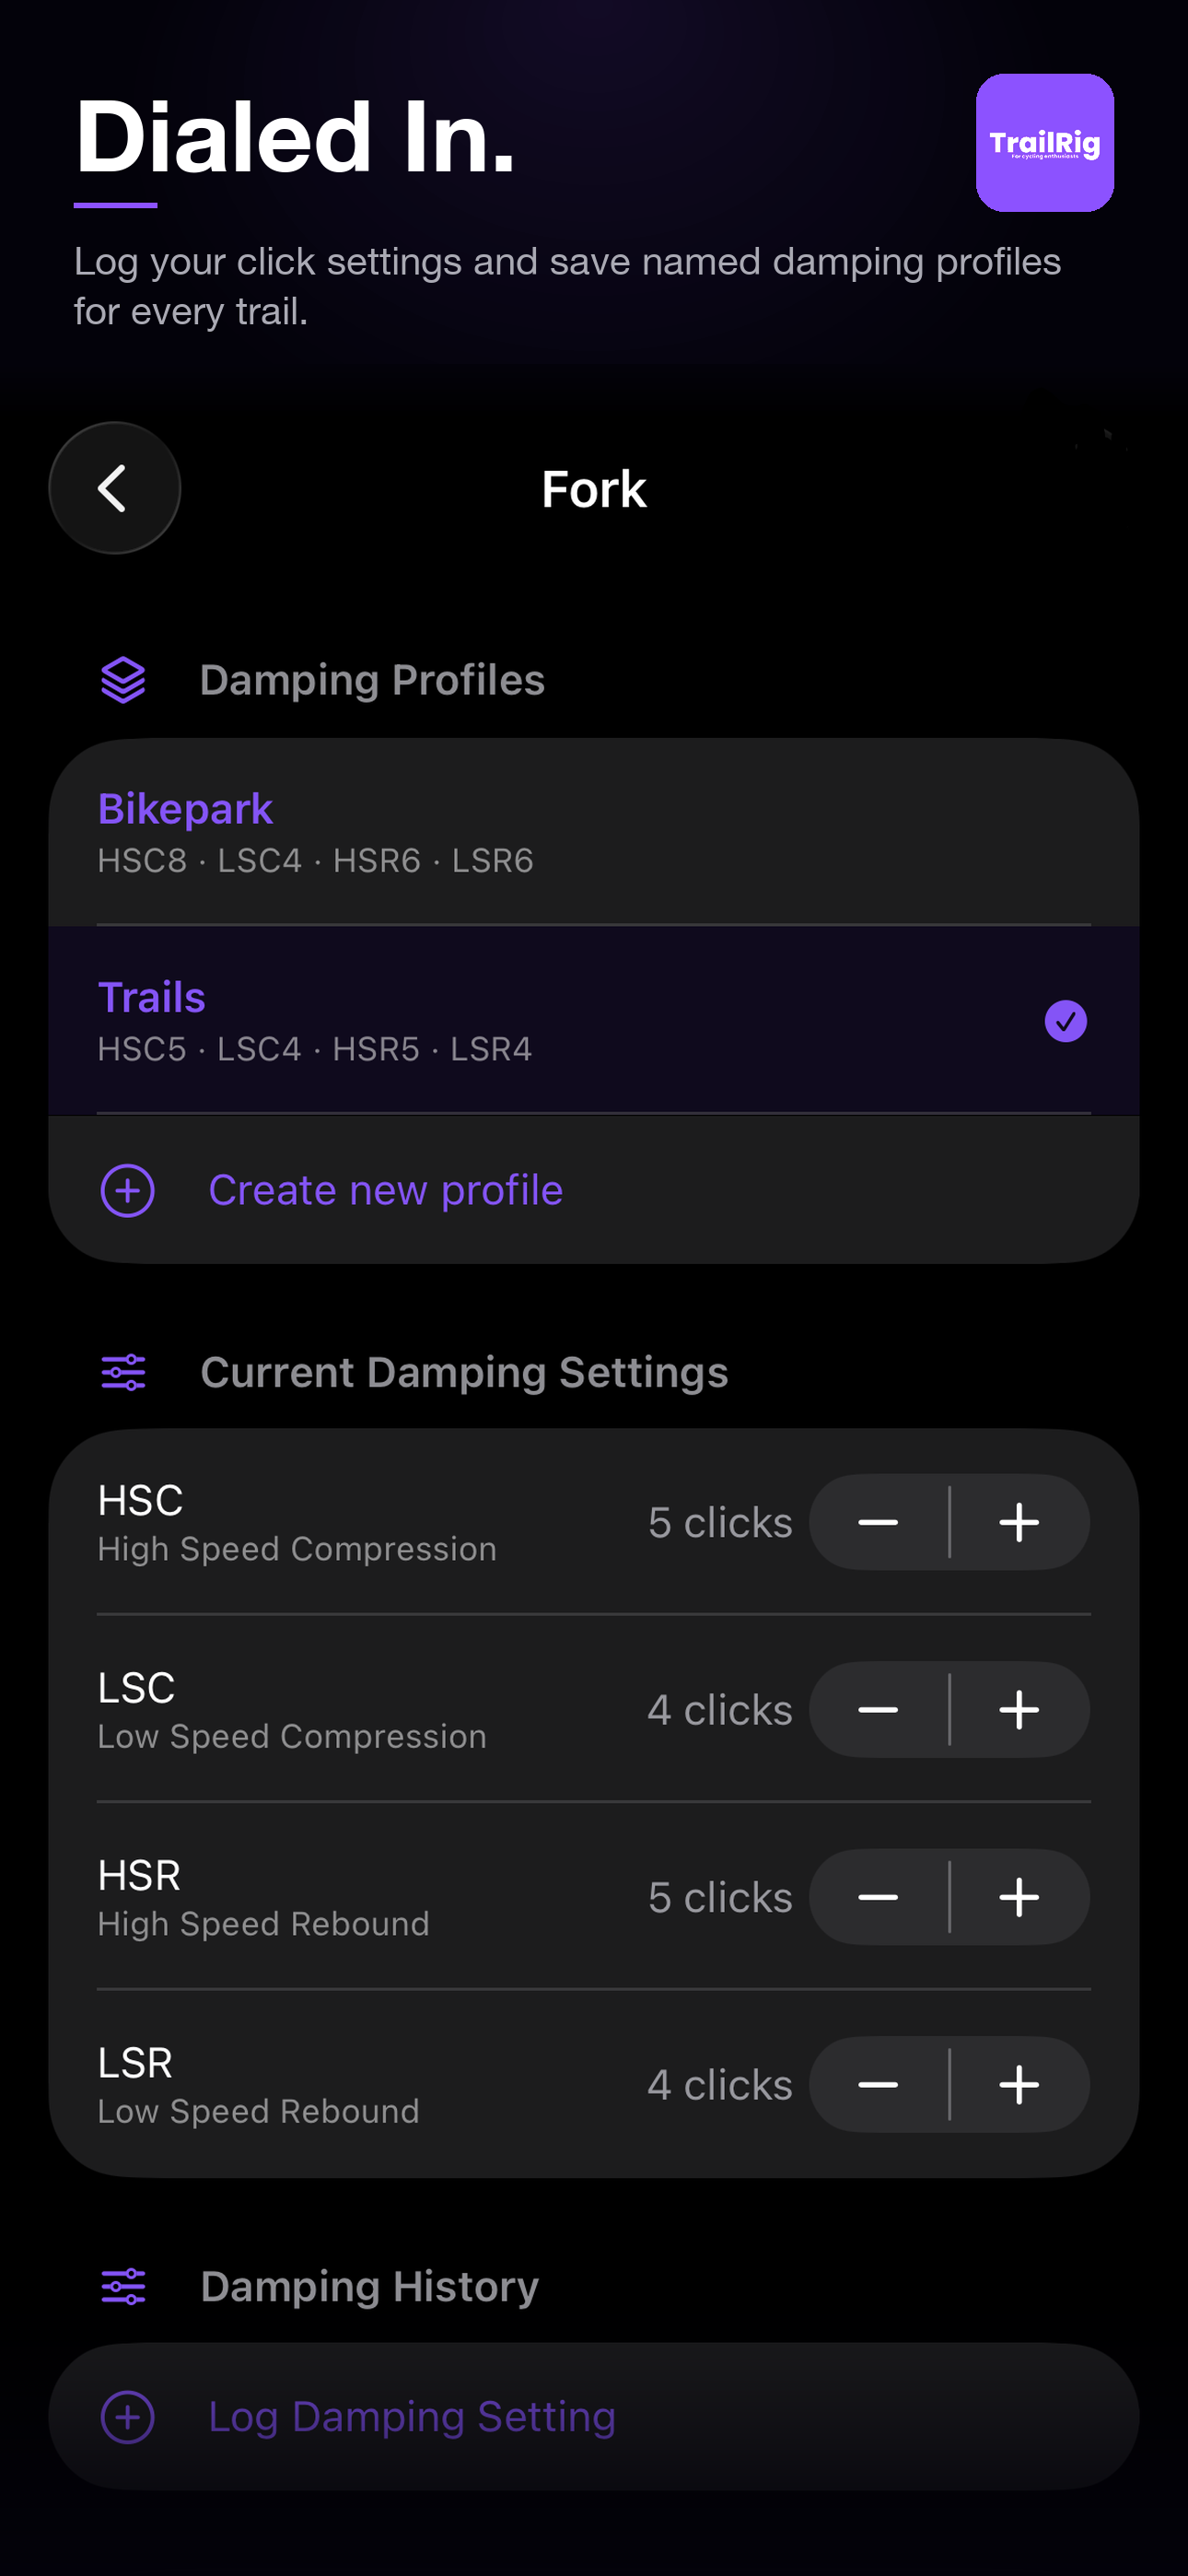 Dialed In.
TrailRig
For cycling enthusiasts
Log your click settings and save named damping profiles
for every trail.
Fork
Damping Profiles
Bikepark
HSC8 · LSC4 · HSR6 · LSR6
Trails
HSC5 · LSC4 · HSR5 · LSR4
Create new profile
Current Damping Settings
HSC
High Speed Compression
5 clicks
LSC
Low Speed Compression
4 clicks
HSR
High Speed Rebound
5 clicks
LSR
Low Speed Rebound
4 clicks
Damping History
Log Damping Setting